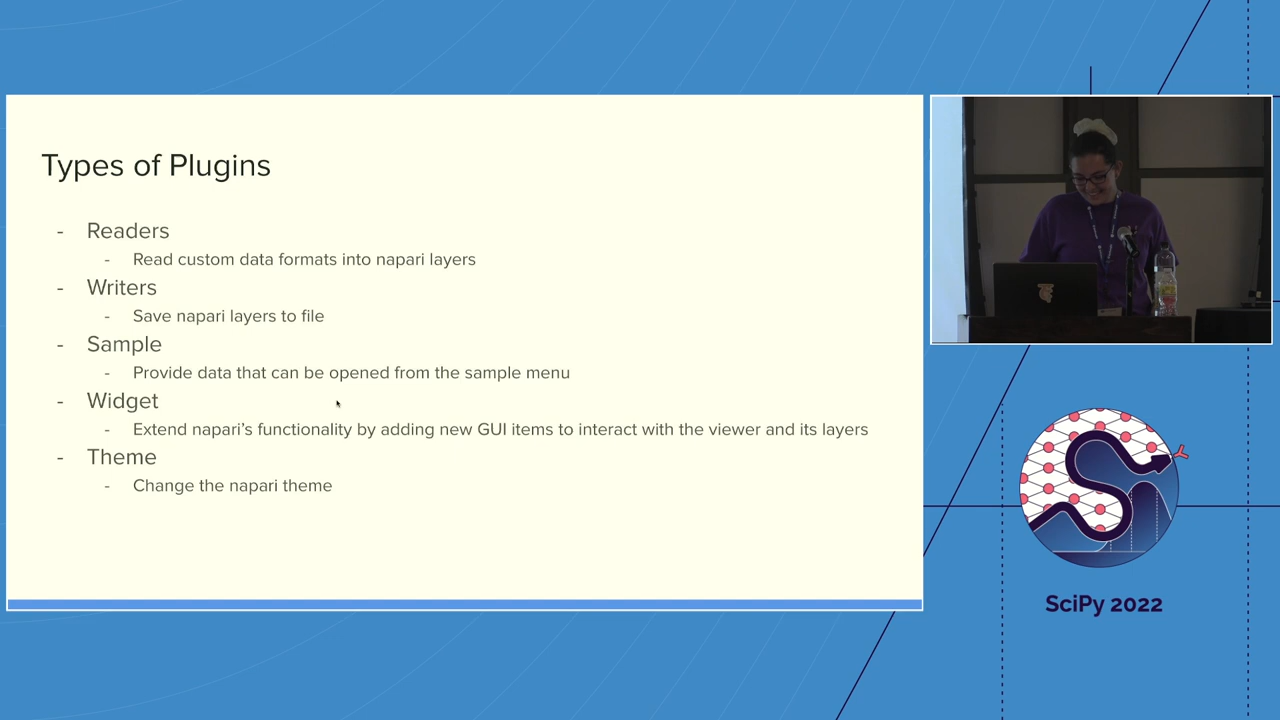 Types of Plugins
- Readers
- Read custom data formats into napari layers
- Writers
- Save napari layers to file
- Sample
- Provide data that can be opened from the sample menu
- Widget
- Extend napari's functionality by adding new GUI items to interact with the viewer and its layers
- Theme
- Change the napari theme
SciPy 2022